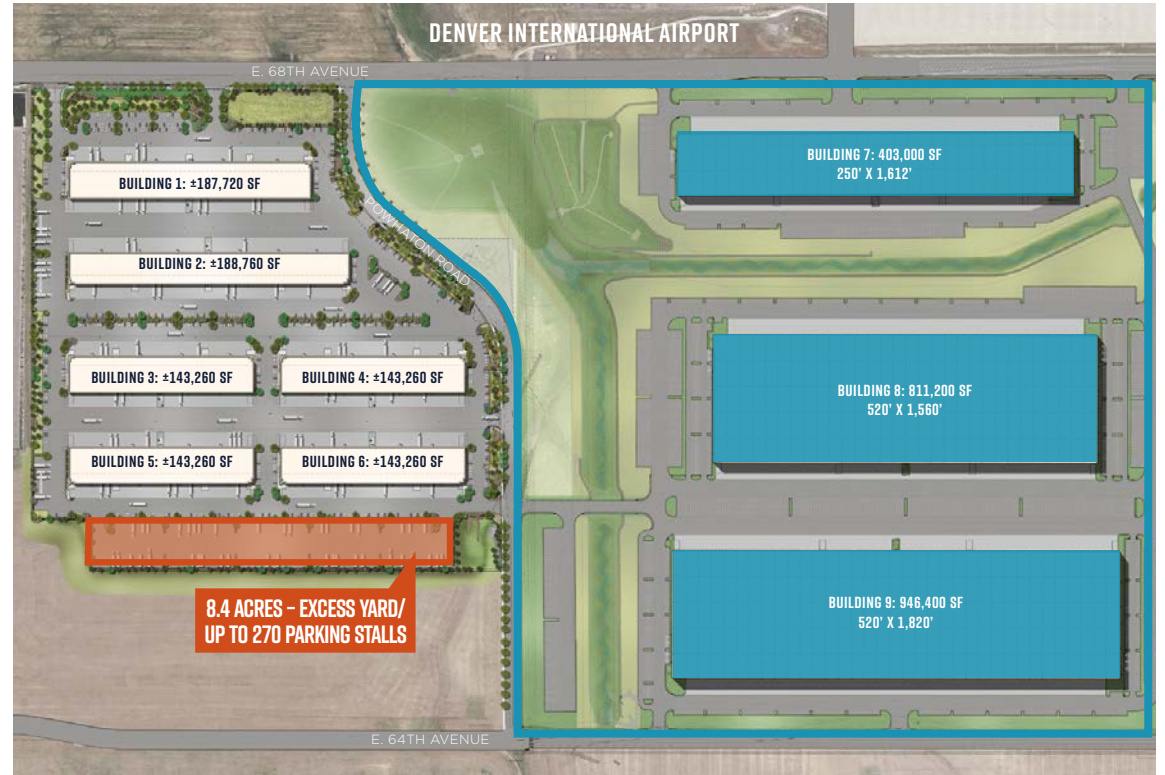 DENVER INTERNATIONAL AIRPORT
E. 68TH AVENUE
BUILDING 1: ±187,720 SF
BUILDING 2: ±188,760 SF
POWHATON ROAD
BUILDING 3: ±143,260 SF
BUILDING 4: ±143,260 SF
BUILDING 5: ±143,260 SF
BUILDING 6: ±143,260 SF
8.4 ACRES – EXCESS YARD/
UP TO 270 PARKING STALLS
BUILDING 7: 403,000 SF
250' X 1,612'
BUILDING 8: 811,200 SF
520' X 1,560'
BUILDING 9: 946,400 SF
520' X 1,820'
E. 64TH AVENUE